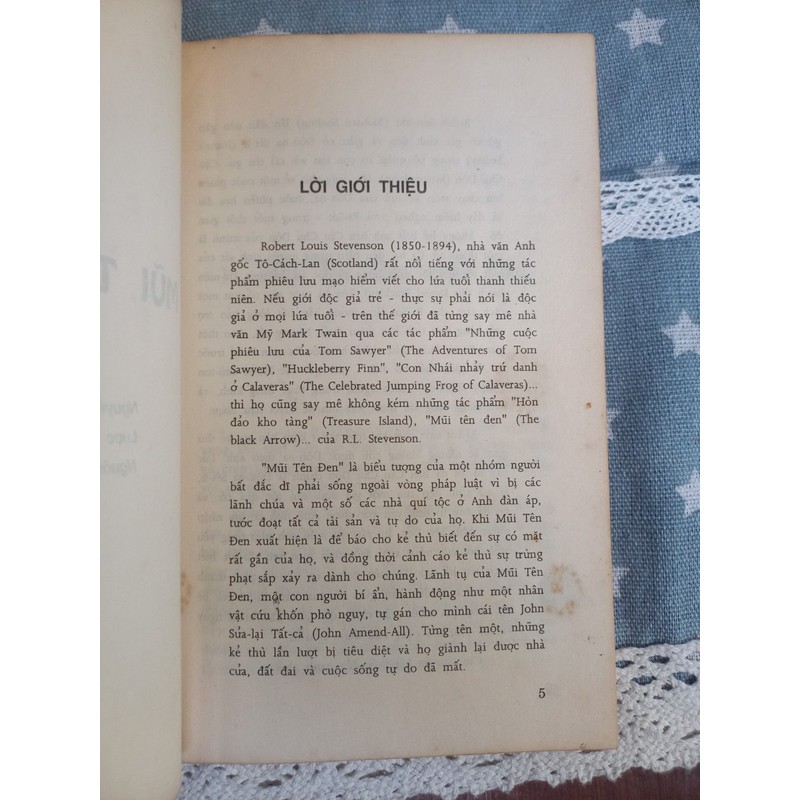 LỜI GIỚI THIỆU
Robert Louis Stevenson (1850-1894), nhà văn Anh
gốc Tô-Cách-Lan (Scotland) rất nổi tiếng với những tác
phẩm phiêu lưu mạo hiểm viết cho lứa tuổi thanh thiếu
niên. Nếu giới độc giả trẻ - thực sự phải nói là độc
giả ở mọi lứa tuổi - trên thế giới đã từng say mê nhà
văn Mỹ Mark Twain qua các tác phẩm "Những cuộc
phiêu lưu của Tom Sawyer" (The Adventures of Tom
Sawyer), "Huckleberry Finn", "Con Nhái nhảy trứ danh
ở Calaveras" (The Celebrated Jumping Frog of Calaveras)...
thì họ cũng say mê không kém những tác phẩm "Hòn
đảo kho tàng" (Treasure Island), "Mũi tên đen" (The
black Arrow)... của R.L. Stevenson.
"Mũi Tên Đen" là biểu tượng của một nhóm người
bất đắc dĩ phải sống ngoài vòng pháp luật vì bị các
lãnh chúa và một số các nhà quí tộc ở Anh đàn áp,
tước đoạt tất cả tài sản và tự do của họ. Khi Mũi Tên
Đen xuất hiện là để báo cho kẻ thù biết đến sự có mặt
rất gần của họ, và đồng thời cảnh cáo kẻ thù sự trừng
phạt sắp xảy ra dành cho chúng. Lãnh tụ của Mũi Tên
Đen, một con người bí ẩn, hành động như một nhân
vật cứu khốn phò nguy, tự gán cho mình cái tên John
Sửa-lại Tất-cả (John Amend-All). Từng tên một, những
kẻ thù lần lượt bị tiêu diệt và họ giành lại được nhà
cửa, đất đai và cuộc sống tự do đã mất.
5